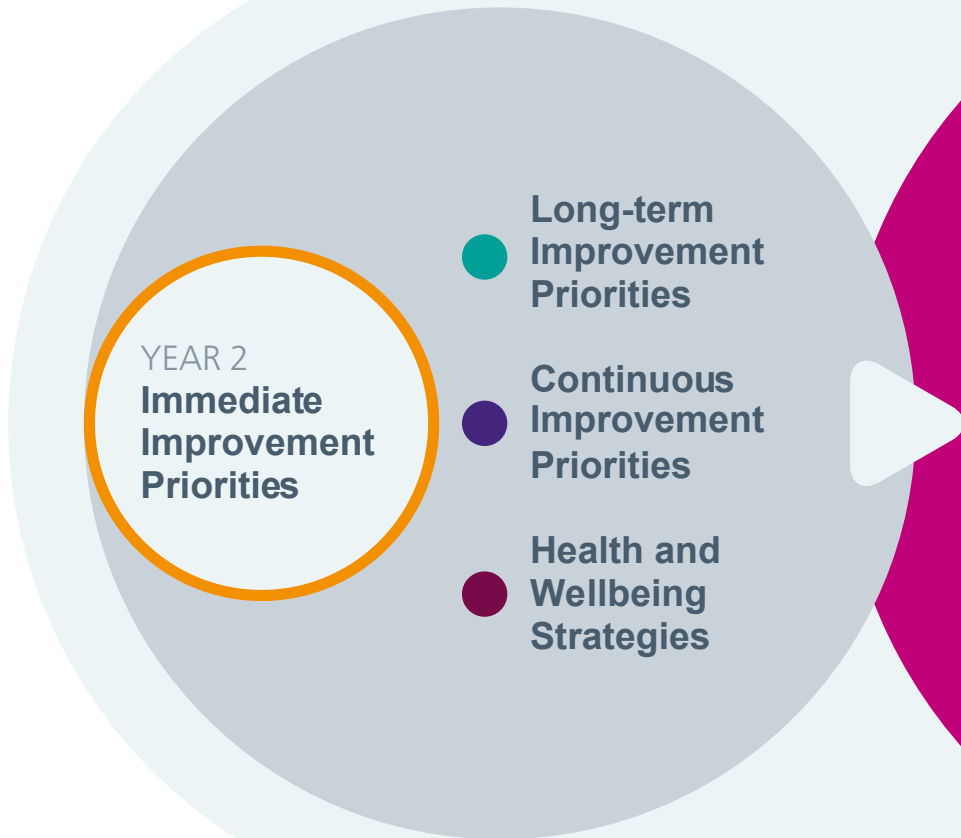 YEAR 2
Immediate
Improvement
Priorities
Long-term
Improvement
Priorities
Continuous
Improvement
Priorities
Health and
Wellbeing
Strategies